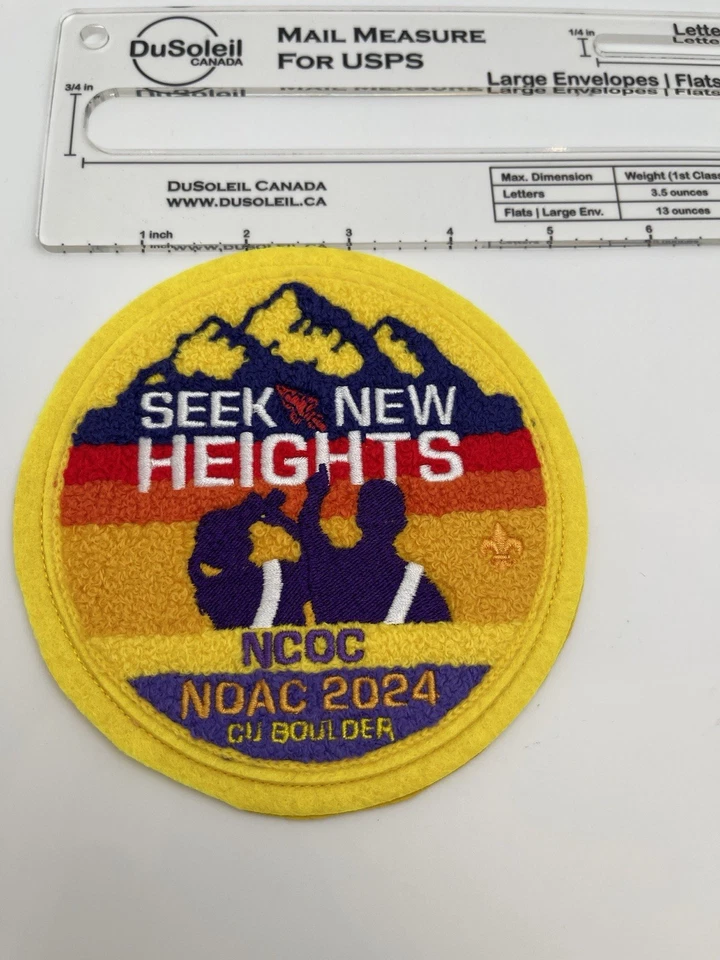 DuSoleil
CANADA
MAIL MEASURE
FOR USPS
1/4 in
Large Envelopes | Flats
3/4 in
DUSOLEIL CANADA
WWW.DUSOLEIL.CA
Max. Dimension
Letters 3.5 ounces
Flats | Large Env. 13 ounces
1 inch 2 3 4 5 6
SEEK NEW
HEIGHTS
NCOC
NOAC 2024
CU BOULDER